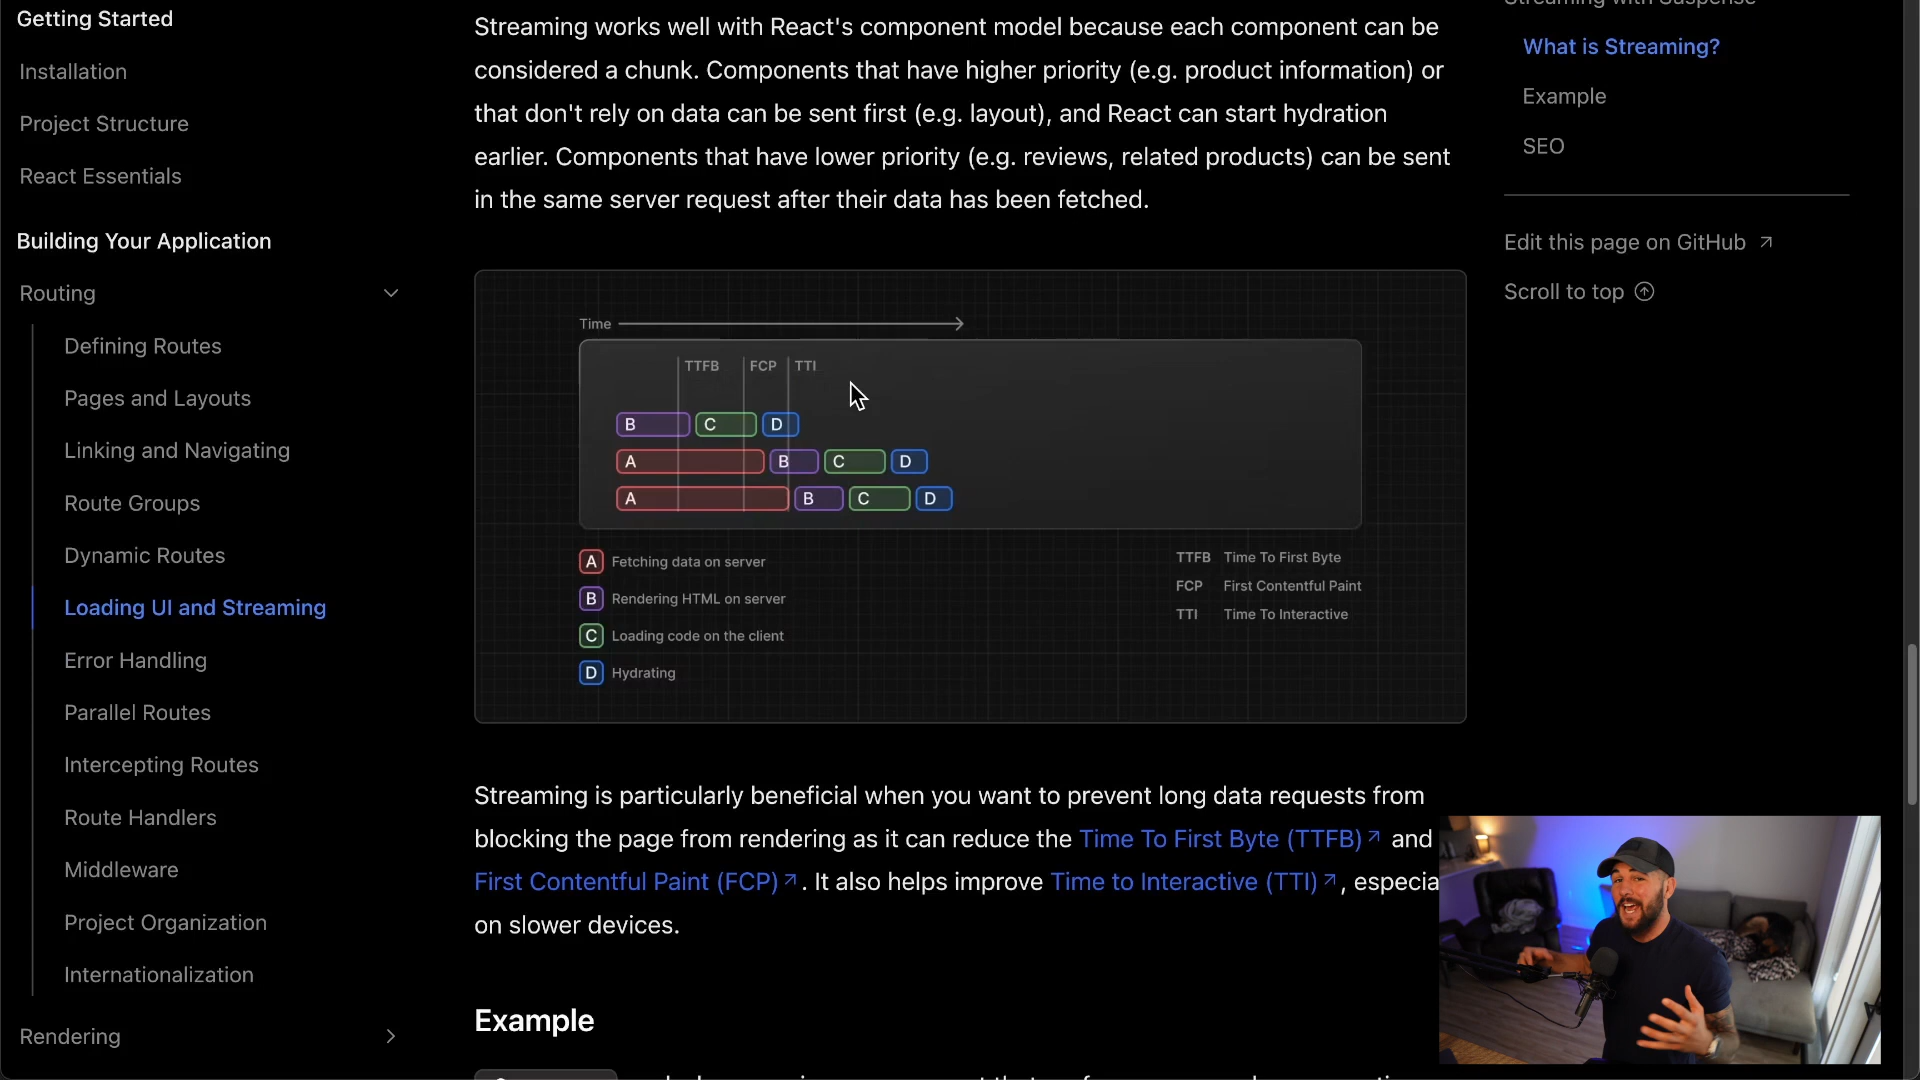 Getting Started
Installation
Project Structure
React Essentials
Building Your Application
Routing
Defining Routes
Pages and Layouts
Linking and Navigating
Route Groups
Dynamic Routes
Loading UI and Streaming
Error Handling
Parallel Routes
Intercepting Routes
Route Handlers
Middleware
Project Organization
Internationalization
Rendering
Streaming works well with React's component model because each component can be
considered a chunk. Components that have higher priority (e.g. product information) or
that don't rely on data can be sent first (e.g. layout), and React can start hydration
earlier. Components that have lower priority (e.g. reviews, related products) can be sent
in the same server request after their data has been fetched.
Time
TTFB FCP TTI
B C D
A B C D
A B C D
A Fetching data on server
B Rendering HTML on server
C Loading code on the client
D Hydrating
TTFB Time To First Byte
FCP First Contentful Paint
TTI Time To Interactive
Streaming is particularly beneficial when you want to prevent long data requests from
blocking the page from rendering as it can reduce the Time To First Byte (TTFB) and
First Contentful Paint (FCP). It also helps improve Time to Interactive (TTI), especia
on slower devices.
Example
Streaming with Suspense
What is Streaming?
Example
SEO
Edit this page on GitHub
Scroll to top